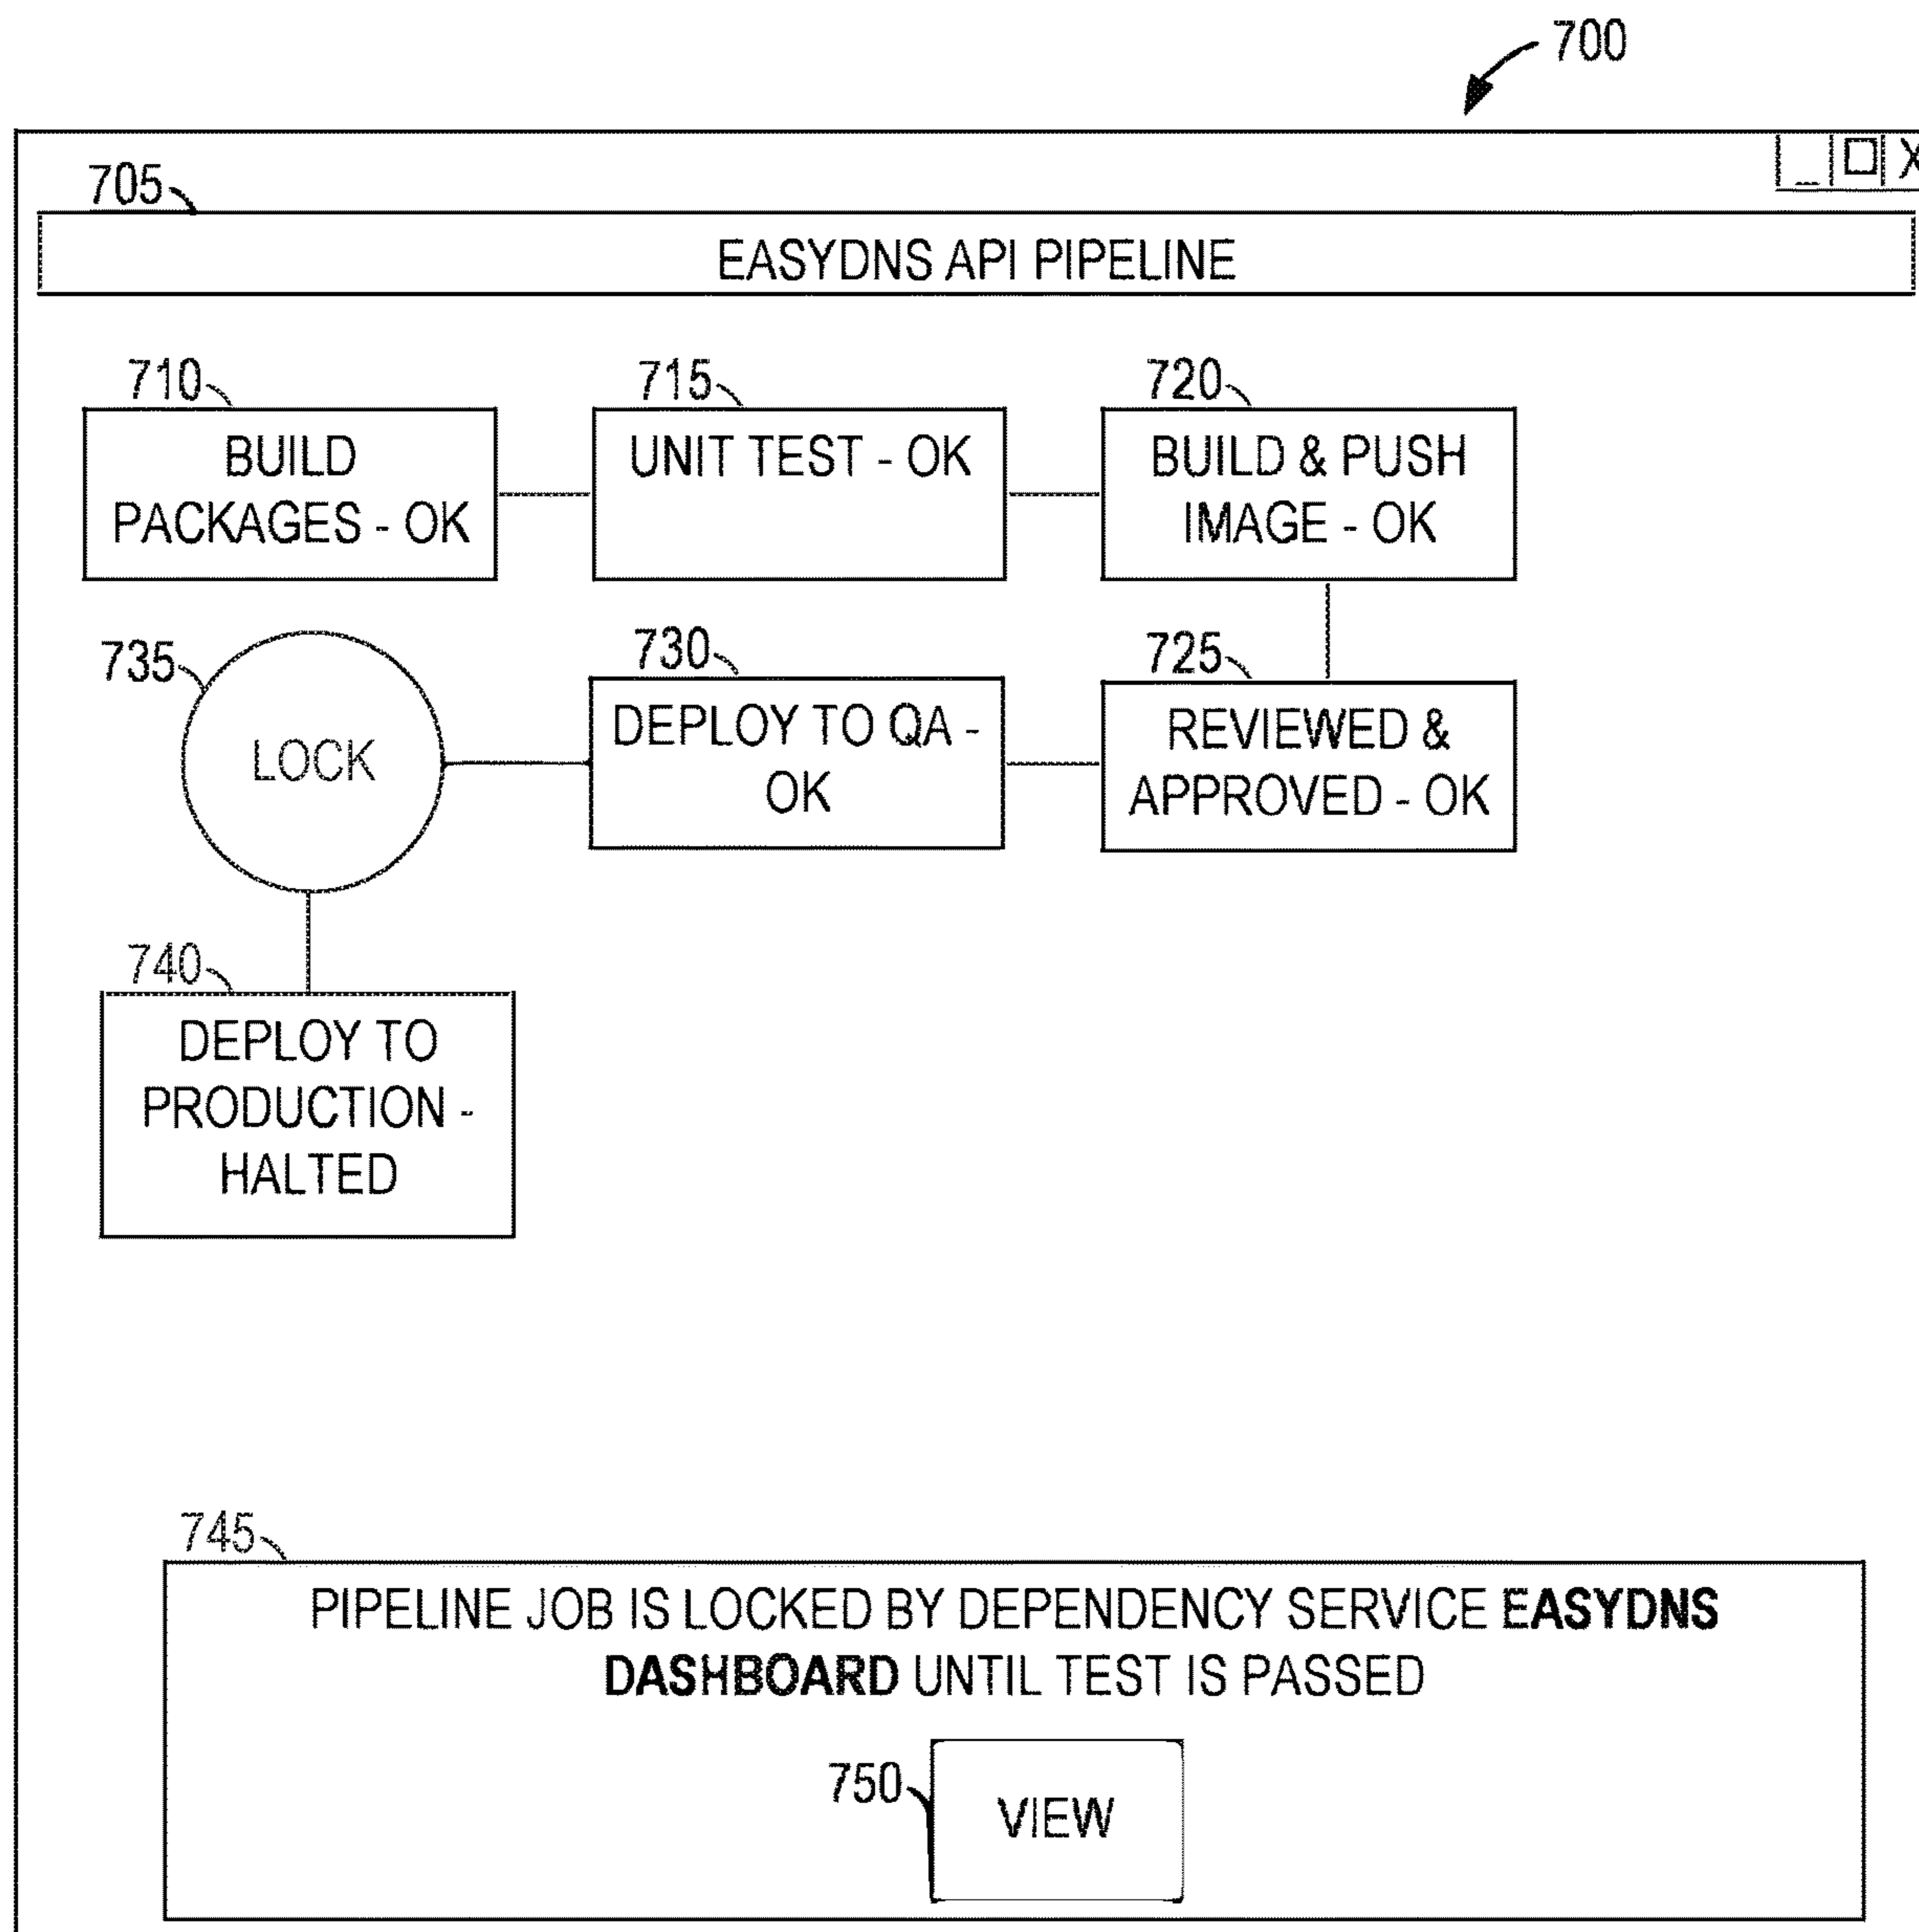 700
_ □ X
705
EASYDNS API PIPELINE
710
BUILD
PACKAGES - OK
715
UNIT TEST - OK
720
BUILD & PUSH
IMAGE - OK
735
LOCK
730
DEPLOY TO QA -
OK
725
REVIEWED &
APPROVED - OK
740
DEPLOY TO
PRODUCTION -
HALTED
745
PIPELINE JOB IS LOCKED BY DEPENDENCY SERVICE EASYDNS
DASHBOARD UNTIL TEST IS PASSED
750
VIEW